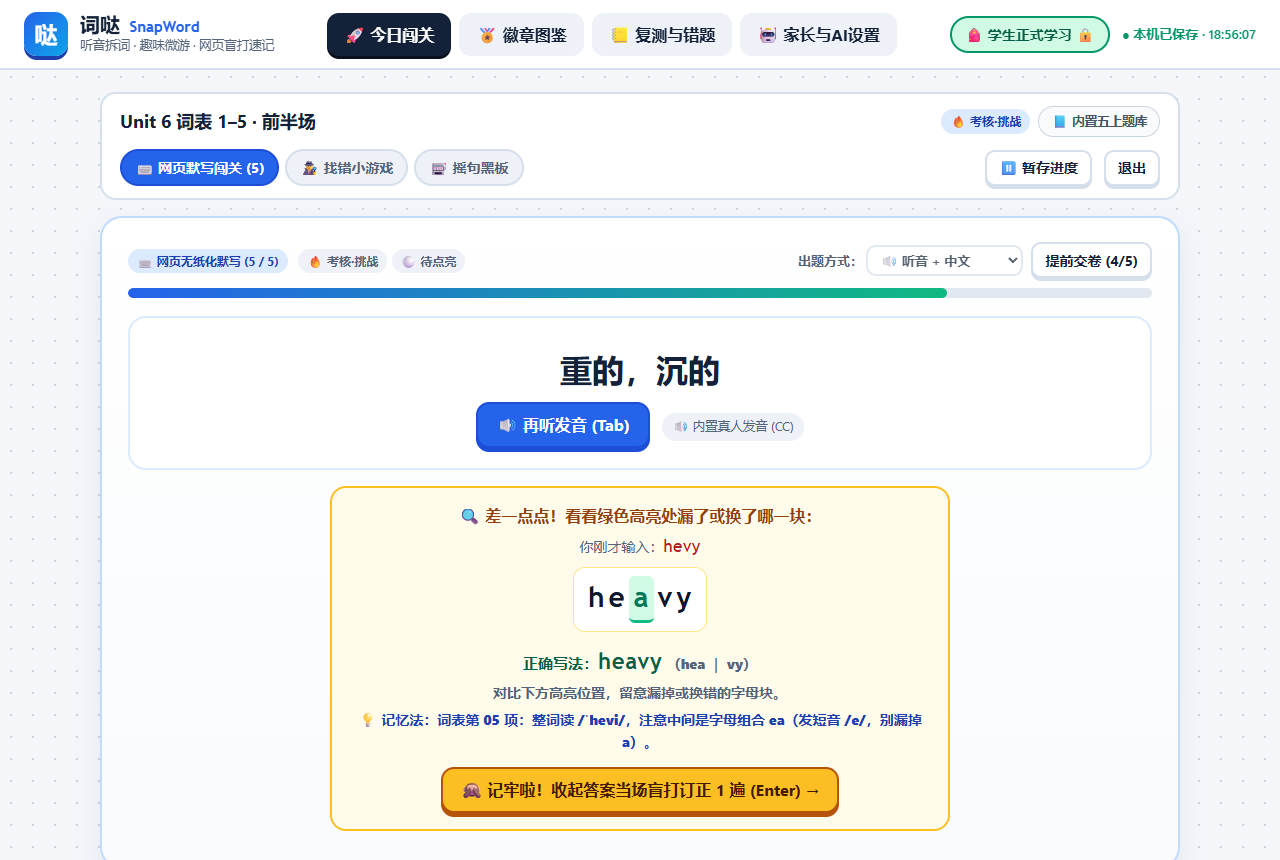 哒 词哒 SnapWord
听音拆词 · 趣味微游 · 网页盲打速记
🚀 今日闯关 🏅 徽章图鉴 📒 复测与错题 👾 家长与AI设置
🎒 学生正式学习 🔒 ● 本机已保存 · 18:56:07
Unit 6 词表 1–5 · 前半场 🔥 考核·挑战 📘 内置五上题库
⌨️ 网页默写闯关 (5) 🕵️ 找错小游戏 📟 摇句黑板 ⏸️ 暂存进度 退出
⌨️ 网页无纸化默写 (5 / 5) 🔥 考核·挑战 🌑 待点亮 出题方式: 🔊 听音 + 中文 提前交卷 (4/5)
重的，沉的
🔊 再听发音 (Tab) 🔊 内置真人发音 (CC)
🔍 差一点点！看看绿色高亮处漏了或换了哪一块：
你刚才输入：hevy
heavy
正确写法：heavy （hea ｜ vy）
对比下方高亮位置，留意漏掉或换错的字母块。
💡 记忆法：词表第 05 项：整词读 /ˈhevi/，注意中间是字母组合 ea（发短音 /e/，别漏掉
a）。
🙈 记牢啦！收起答案当场盲打订正 1 遍 (Enter) →